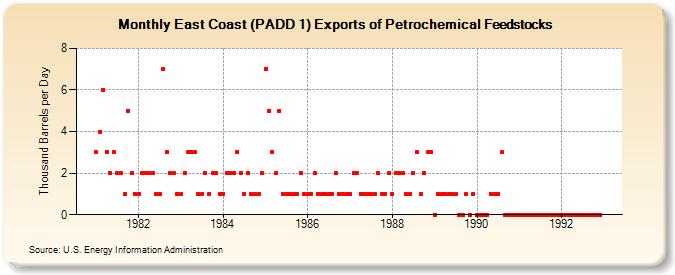 Monthly East Coast (PADD 1) Exports of Petrochemical Feedstocks
Thousand Barrels per Day
8
6
4
2
0
1982 1984 1986 1988 1990 1992
Source: U.S. Energy Information Administration